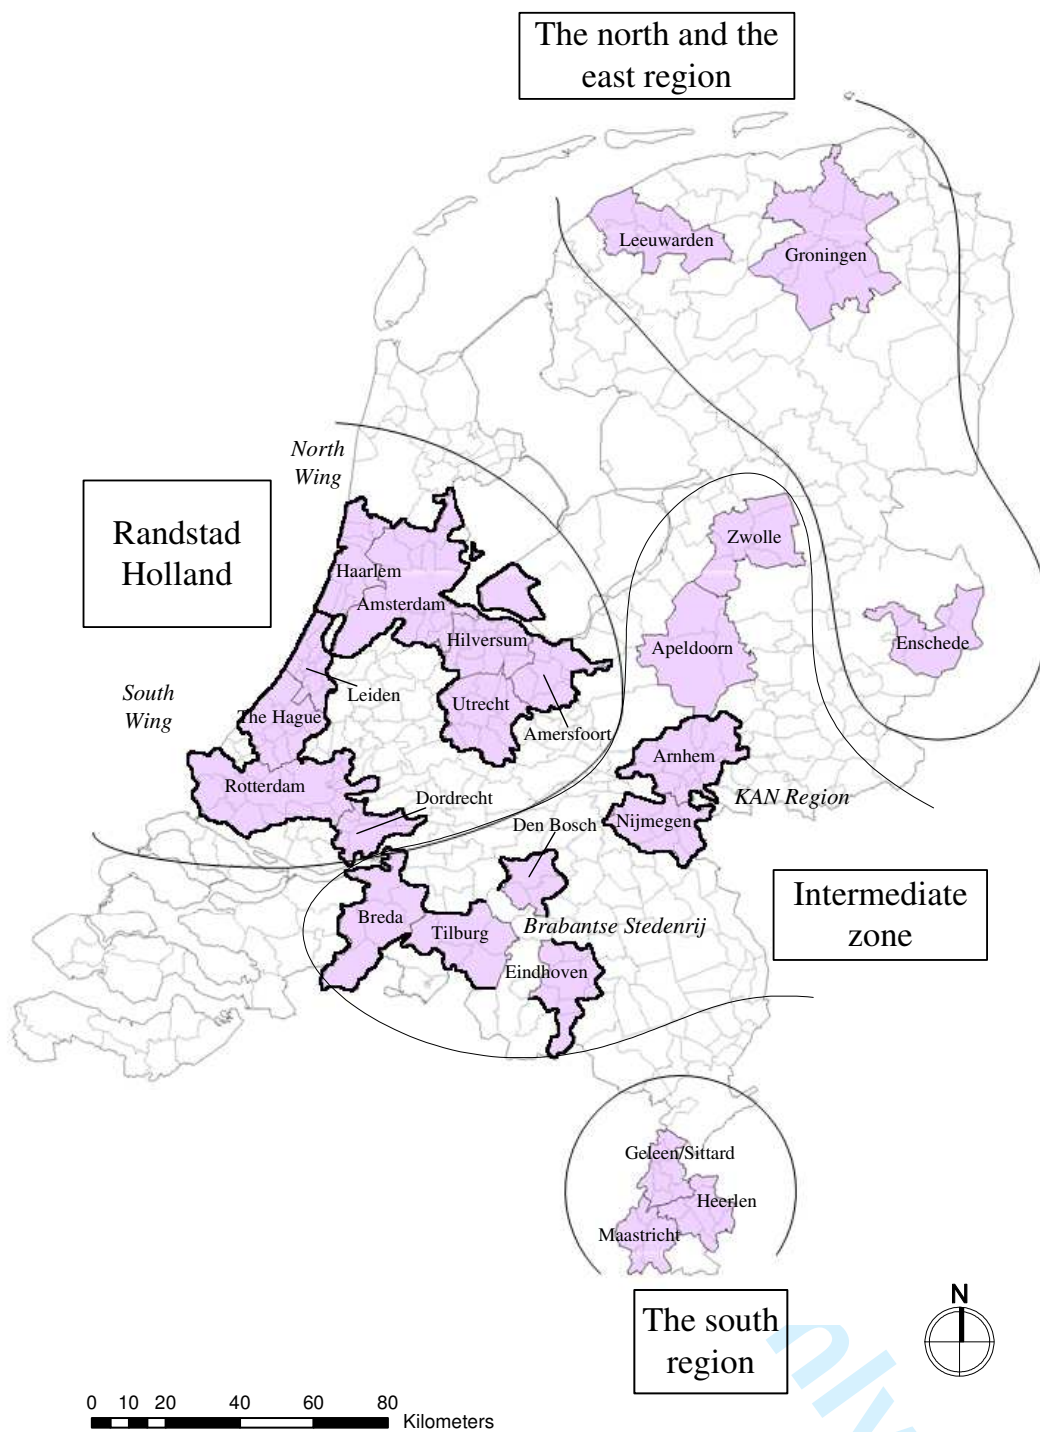 The north and the
east region
Leeuwarden
Groningen
North
Wing
Randstad
Holland
Zwolle
Haarlem
Amsterdam
Hilversum
Enschede
Apeldoorn
South
Wing
Leiden
Utrecht
The Hague
Amersfoort
Arnhem
Rotterdam
KAN Region
Dordrecht
Den Bosch
Nijmegen
Intermediate
zone
Breda
Tilburg
Brabantse Stedenrij
Eindhoven
Geleen/Sittard
Heerlen
Maastricht
The south
region
N
nly
0 10 20 40 60 80
Kilometers